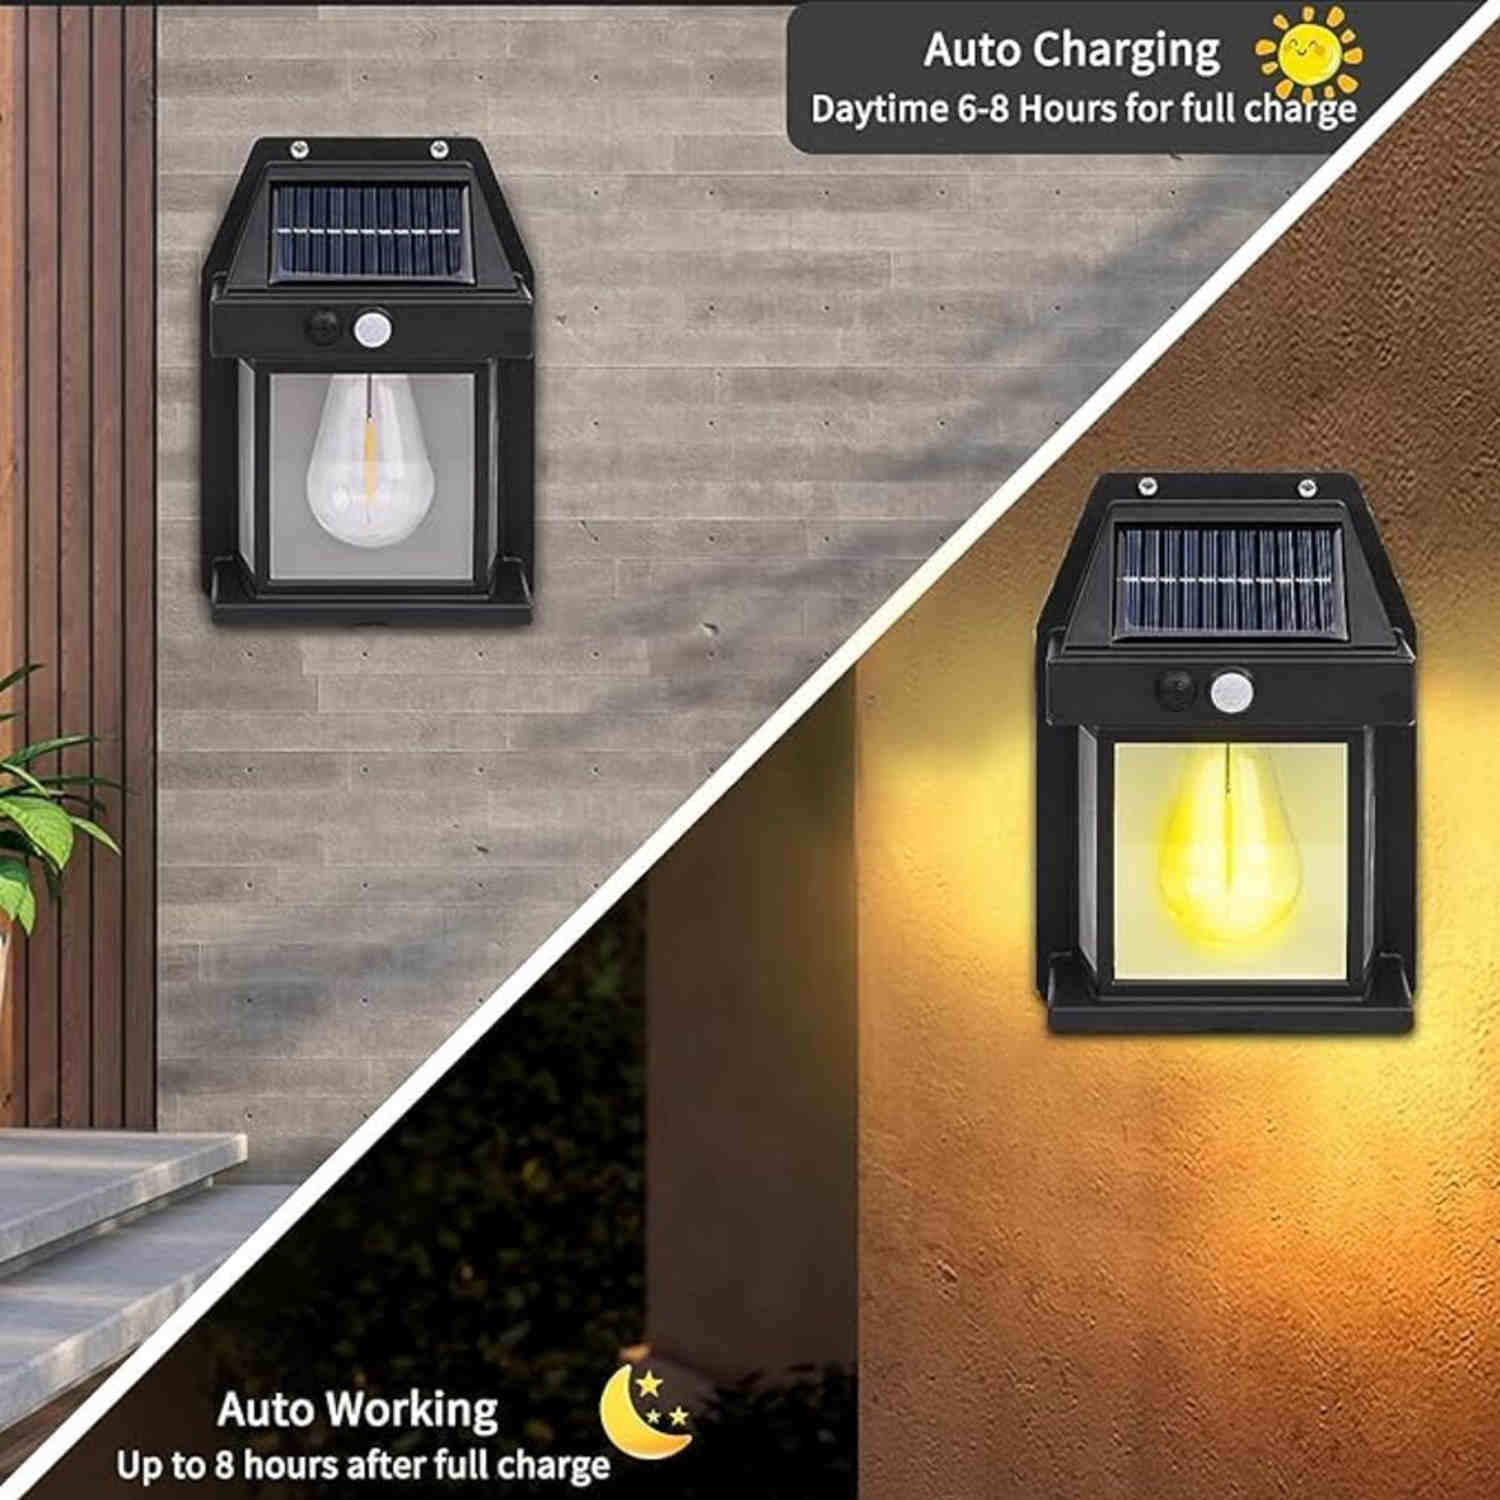 Auto Charging
Daytime 6-8 Hours for full charge
Auto Working
Up to 8 hours after full charge